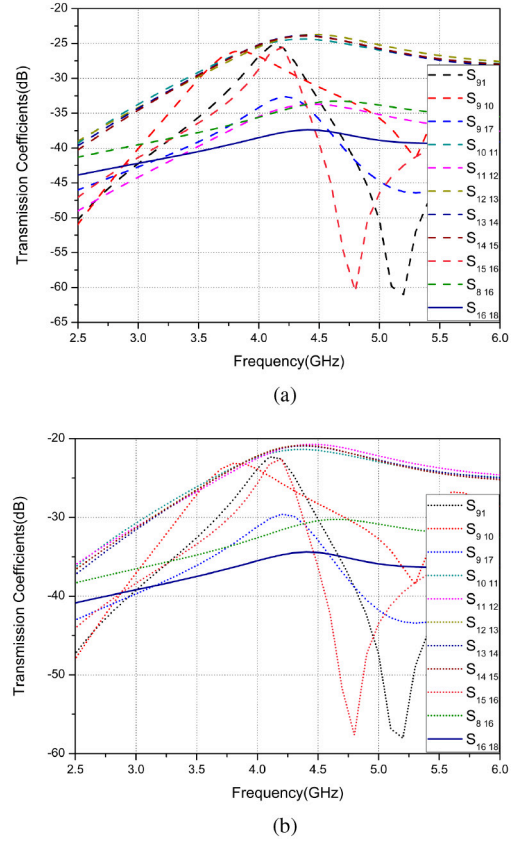 -20
-25
-30
-35
-40
-45
-50
-55
-60
-65
Transmission Coefficients(dB)
2.5 3.0 3.5 4.0 4.5 5.0 5.5 6.0
Frequency(GHz)
S91
S9 10
S9 17
S10 11
S11 12
S12 13
S13 14
S14 15
S15 16
S8 16
S16 18
(a)
-20
-30
-40
-50
-60
Transmission Coefficients(dB)
2.5 3.0 3.5 4.0 4.5 5.0 5.5 6.0
Frequency(GHz)
S91
S9 10
S9 17
S10 11
S11 12
S12 13
S13 14
S14 15
S15 16
S8 16
S16 18
(b)